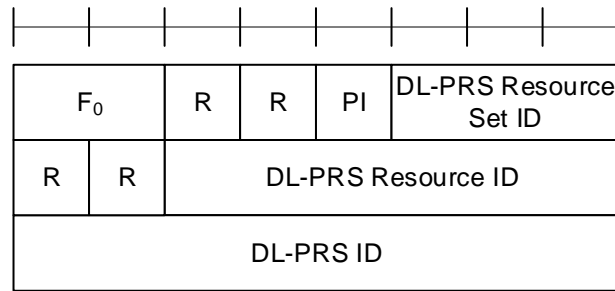 F₀ R R PI DL-PRS Resource
Set ID
R R DL-PRS Resource ID
DL-PRS ID